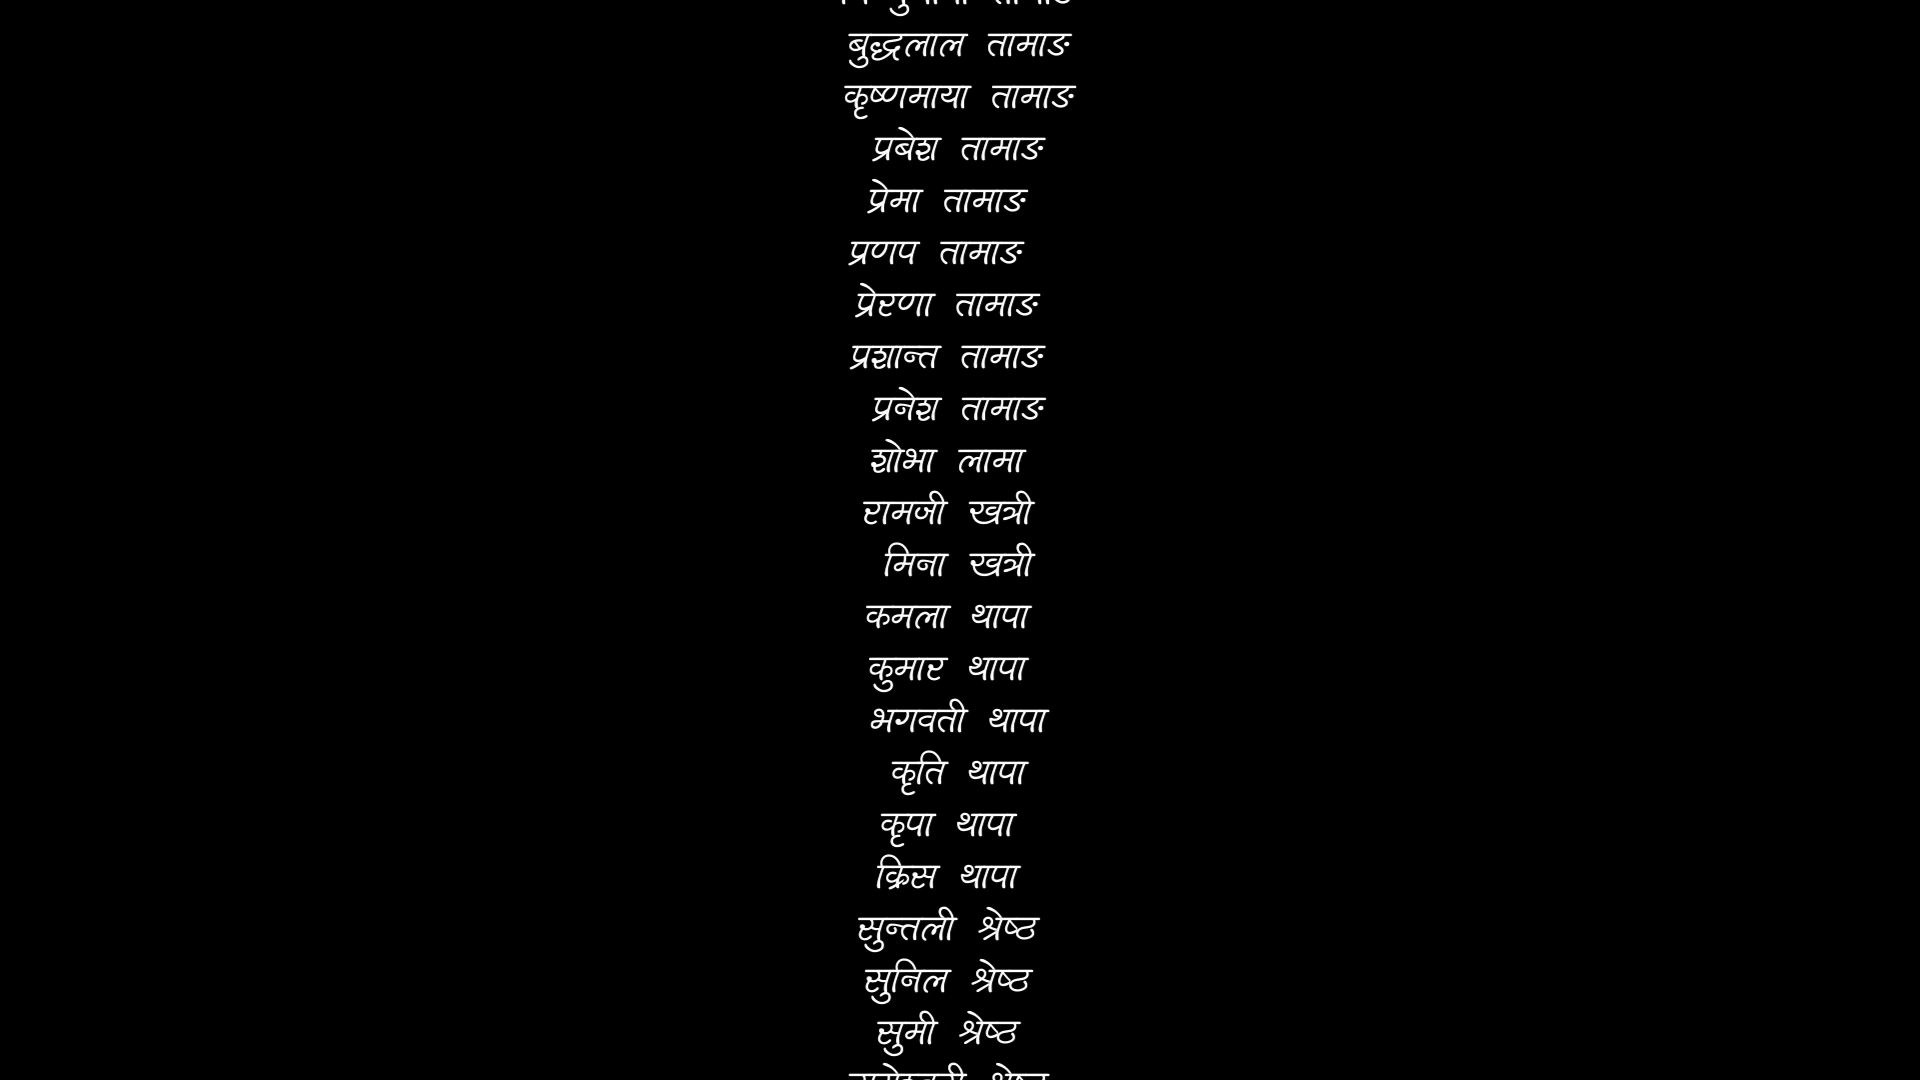 बुद्धलाल तामाङ
कृष्णमाया तामाङ
प्रबेश तामाङ
प्रेमा तामाङ
प्रणप तामाङ
प्रेरणा तामाङ
प्रशान्त तामाङ
प्रनेश तामाङ
शोभा लामा
रामजी खत्री
मिना खत्री
कमला थापा
कुमार थापा
भगवती थापा
कृति थापा
कृपा थापा
क्रिस थापा
सुन्तली श्रेष्ठ
सुनिल श्रेष्ठ
सुमी श्रेष्ठ